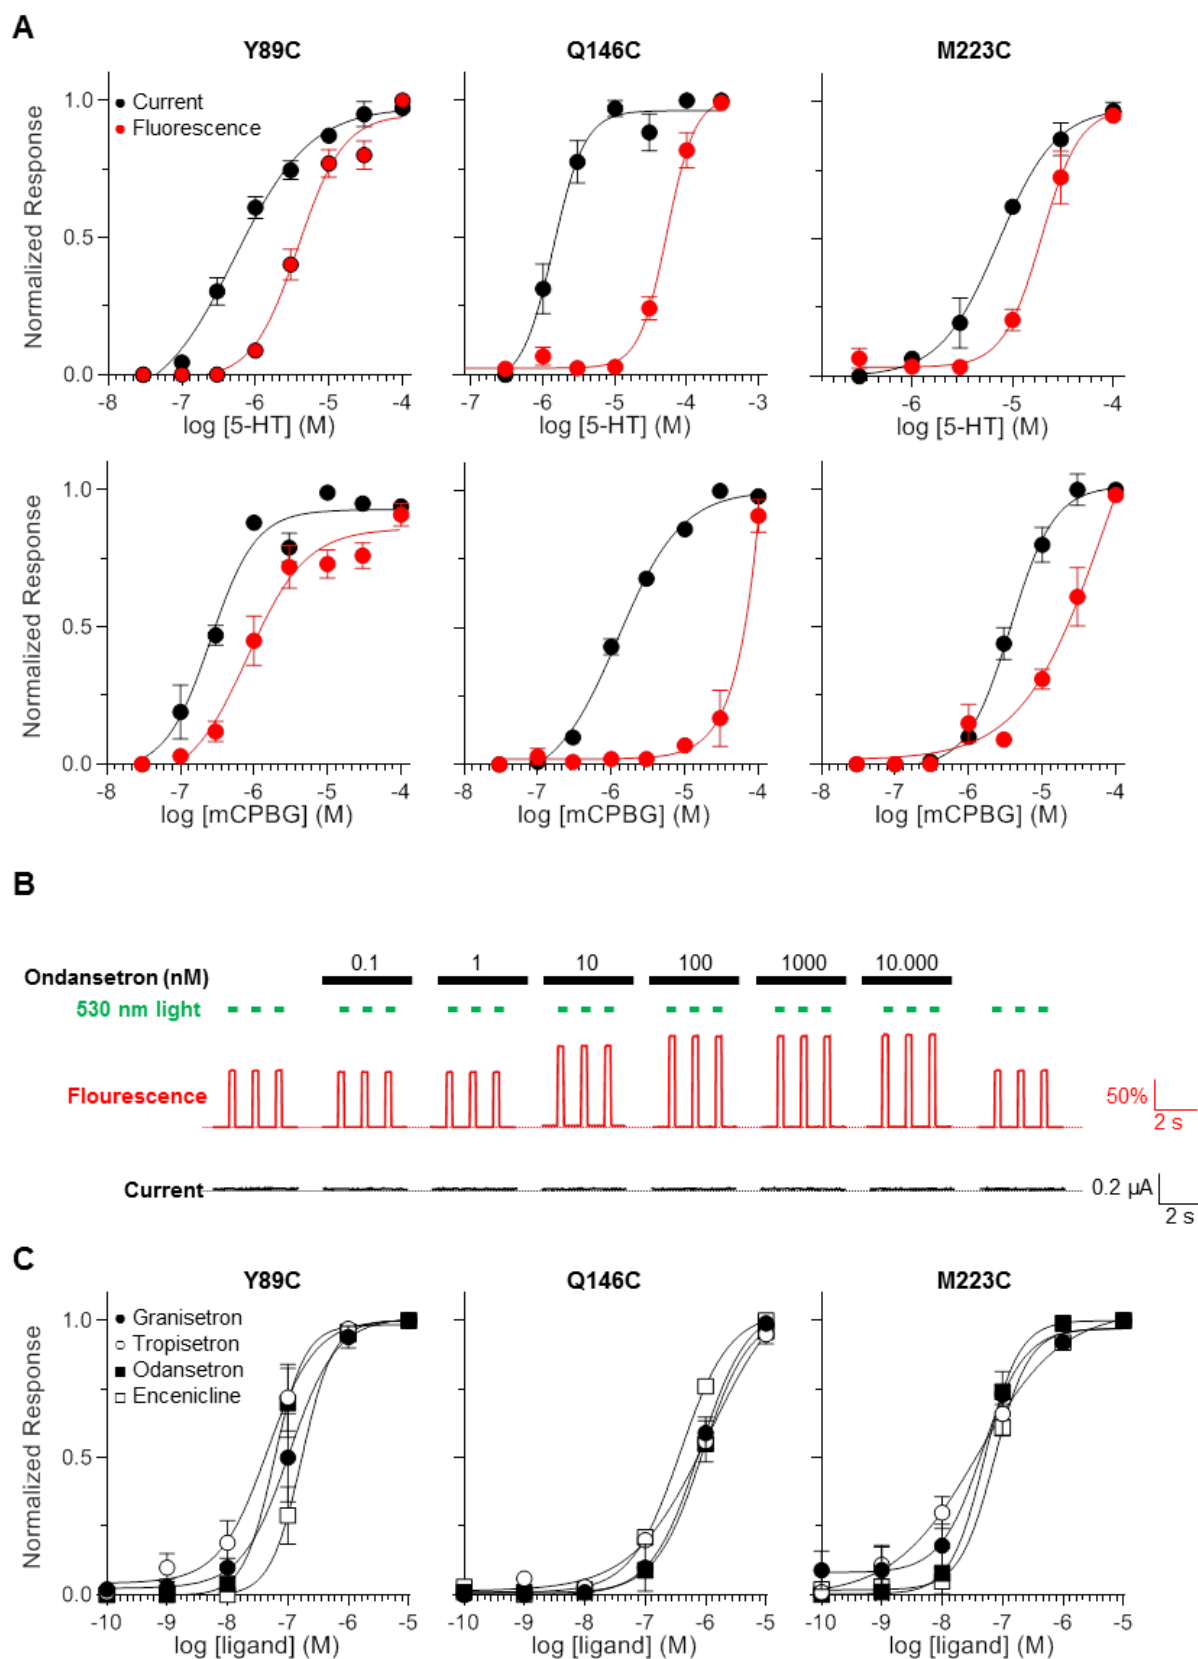 A
Y89C Q146C M223C
Current
Fluorescence
Normalized Response
1.0
0.5
0.0
-8 -7 -6 -5 -4
-7 -6 -5 -4 -3
-6 -5 -4
log [5-HT] (M) log [5-HT] (M) log [5-HT] (M)
Normalized Response
1.0
0.5
0.0
-8 -7 -6 -5 -4
-8 -7 -6 -5 -4
-8 -7 -6 -5 -4
log [mCPBG] (M) log [mCPBG] (M) log [mCPBG] (M)
B
Ondansetron (nM) 0.1 1 10 100 1000 10.000
530 nm light
Flourescence 50%
2 s
Current 0.2 µA
2 s
C
Y89C Q146C M223C
Granisetron
Tropisetron
Odansetron
Encenicline
Normalized Response
1.0
0.5
0.0
-10 -9 -8 -7 -6 -5
-10 -9 -8 -7 -6 -5
-10 -9 -8 -7 -6 -5
log [ligand] (M) log [ligand] (M) log [ligand] (M)